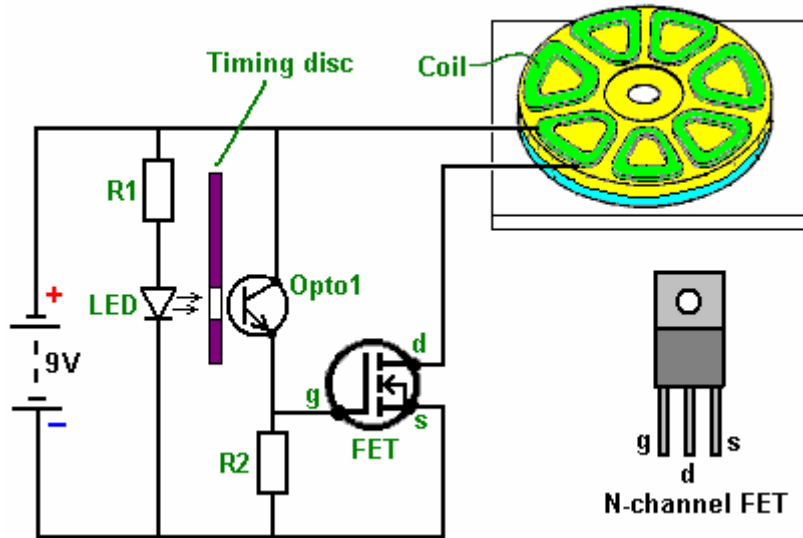 Timing disc
Coil
R1
LED
Opto1
+
9V
–
d
g
s
R2
FET
g
s
d
N-channel FET